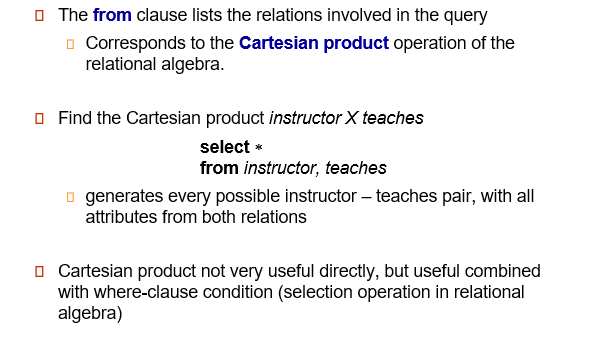 The from clause lists the relations involved in the query
Corresponds to the Cartesian product operation of the
relational algebra.
Find the Cartesian product instructor X teaches
select *
from instructor, teaches
generates every possible instructor – teaches pair, with all
attributes from both relations
Cartesian product not very useful directly, but useful combined
with where-clause condition (selection operation in relational
algebra)